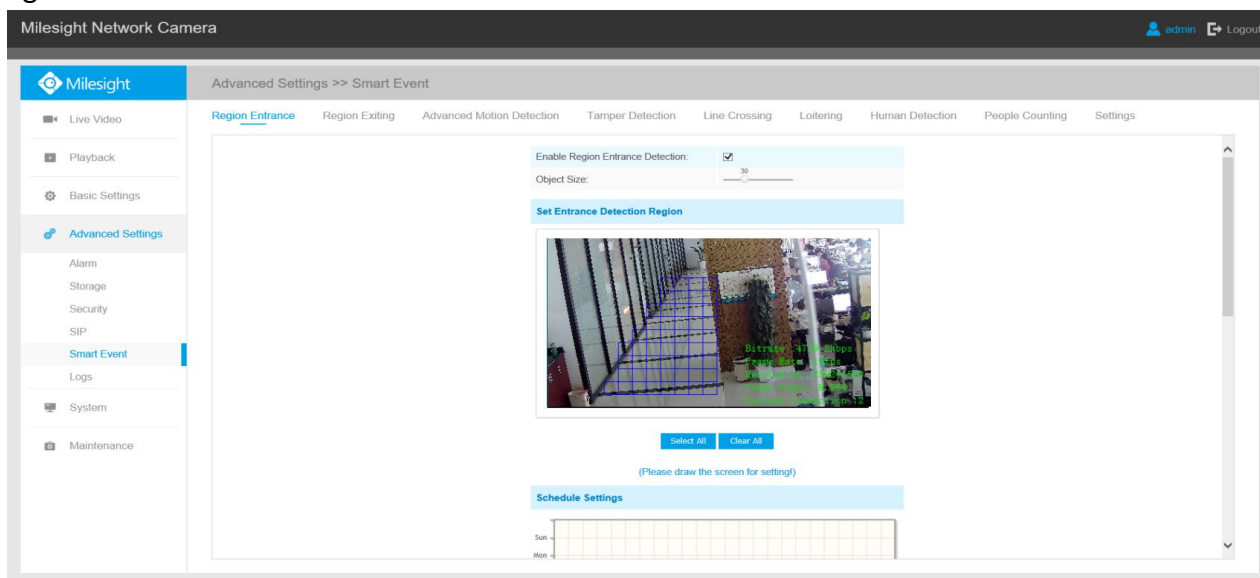 Milesight Network Camera
admin
Logout
Milesight
Advanced Settings >> Smart Event
Live Video
Playback
Basic Settings
Advanced Settings
Alarm
Storage
Security
SIP
Smart Event
Logs
System
Maintenance
Region Entrance Region Exiting Advanced Motion Detection Tamper Detection Line Crossing Loitering Human Detection People Counting Settings
Enable Region Entrance Detection:
30
Object Size:
Set Entrance Detection Region
Bitrate
Frame Rate
Select All Clear All
(Please draw the screen for setting!)
Schedule Settings
Sun
Mon